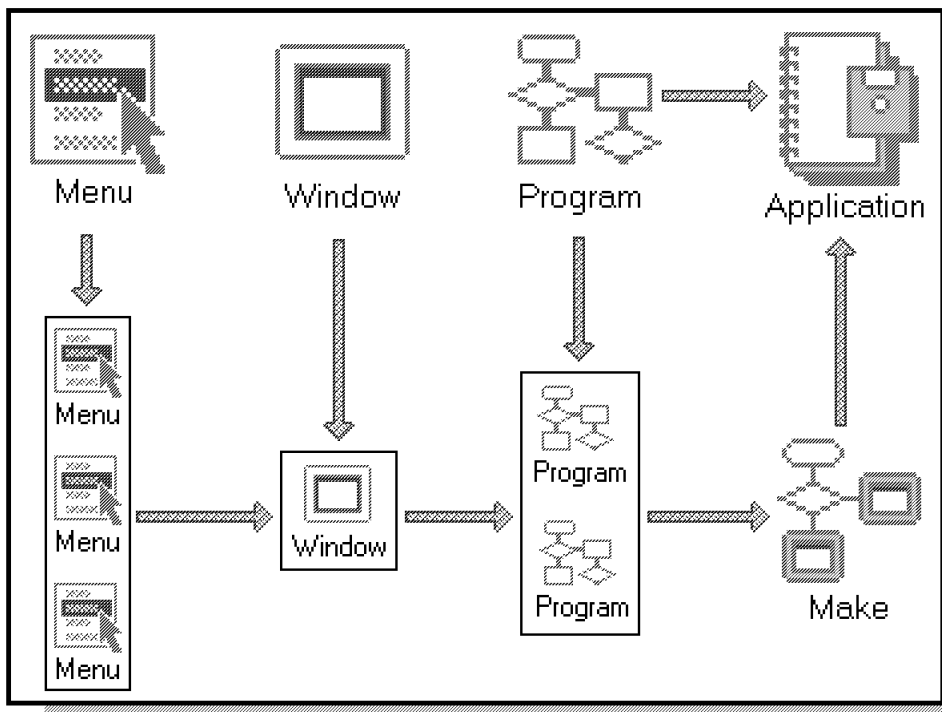 Menu
Window
Program
Application
Menu
Menu
Menu
Window
Program
Program
Make